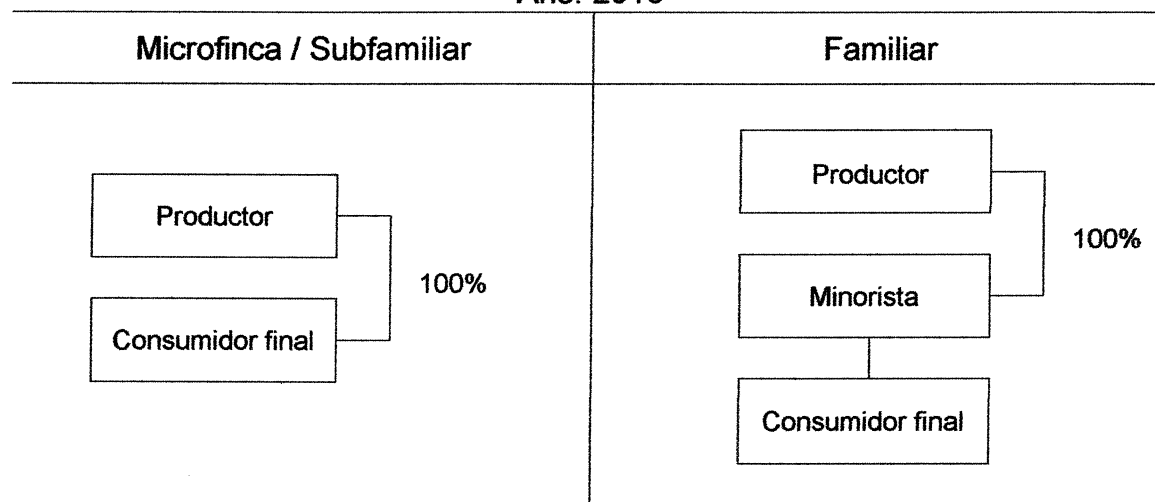 Microfinca / Subfamiliar
Familiar
Productor
100%
Consumidor final
Productor
100%
Minorista
Consumidor final